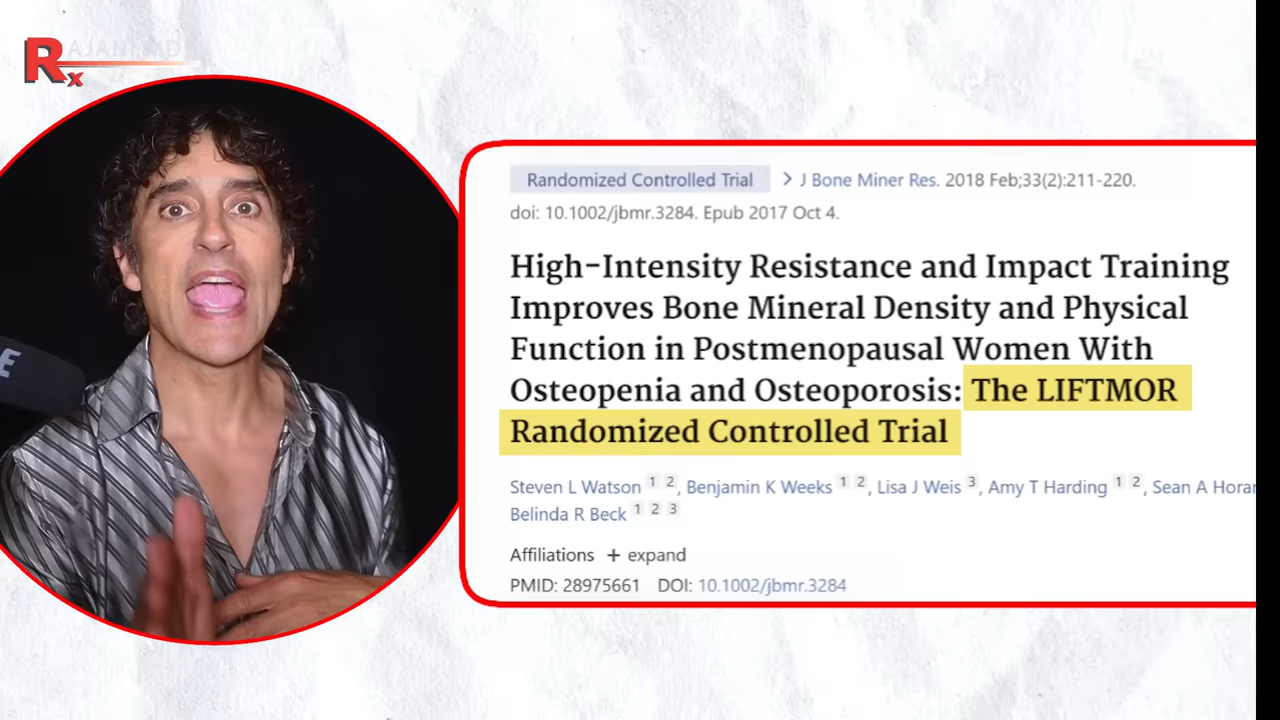 Rx
RAJANI MD
E
Randomized Controlled Trial > J Bone Miner Res. 2018 Feb;33(2):211-220.
doi: 10.1002/jbmr.3284. Epub 2017 Oct 4.
High-Intensity Resistance and Impact Training
Improves Bone Mineral Density and Physical
Function in Postmenopausal Women With
Osteopenia and Osteoporosis: The LIFTMOR
Randomized Controlled Trial
Steven L Watson 1 2, Benjamin K Weeks 1 2, Lisa J Weis 3, Amy T Harding 1 2, Sean A Horan
Belinda R Beck 1 2 3
Affiliations + expand
PMID: 28975661 DOI: 10.1002/jbmr.3284